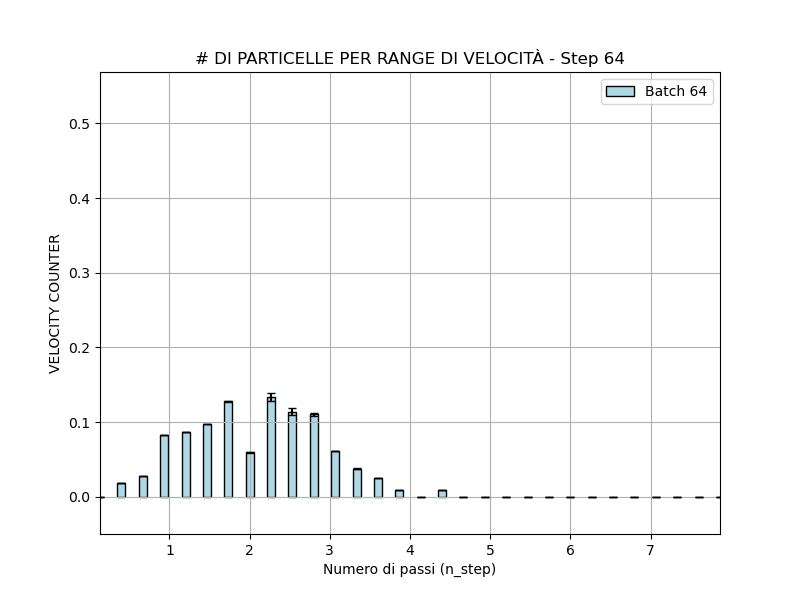 # DI PARTICELLE PER RANGE DI VELOCITÀ - Step 64
Batch 64
VELOCITY COUNTER
0.5
0.4
0.3
0.2
0.1
0.0
1 2 3 4 5 6 7
Numero di passi (n_step)